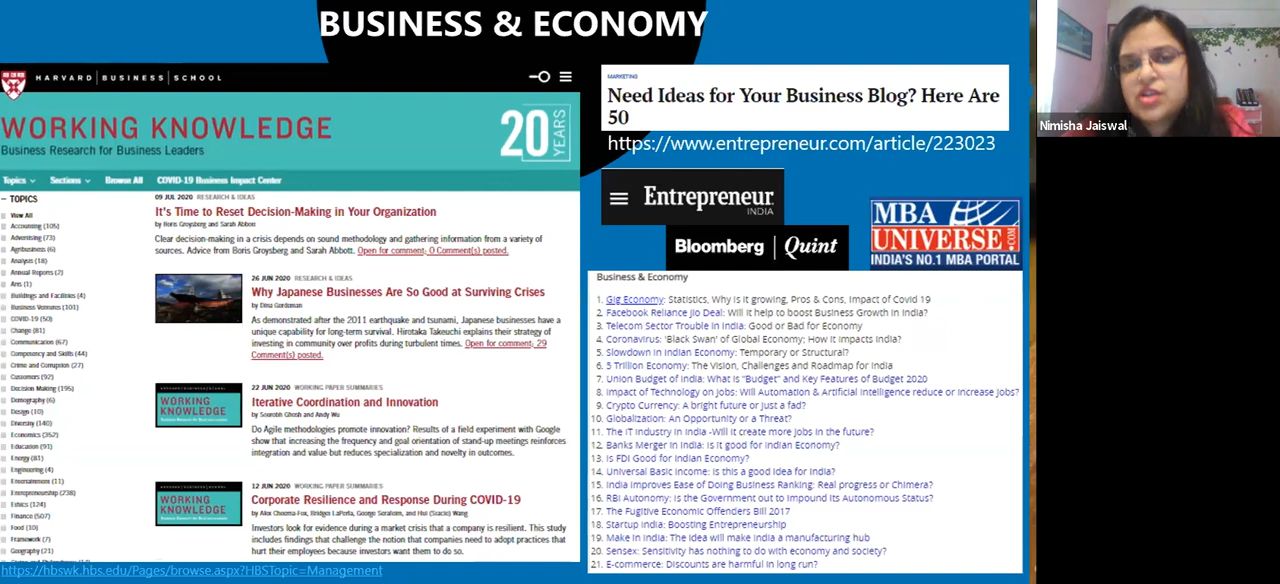 BUSINESS & ECONOMY
HARVARD | BUSINESS | SCHOOL
WORKING KNOWLEDGE
Business Research for Business Leaders
20 YEARS
Topics Sections Browse All COVID-19 Business Impact Center
TOPICS
View All
Accounting (105)
Advertising (73)
Agribusiness (6)
Analysis (18)
Annual Reports (2)
Arts (1)
Buildings and Facilities (4)
Business Ventures (101)
COVID-19 (50)
Change (81)
Communication (67)
Competency and Skills (44)
Crime and Corruption (27)
Customers (92)
Decision Making (195)
Demography (6)
Design (10)
Diversity (140)
Economics (352)
Education (91)
Energy (81)
Engineering (4)
Entertainment (11)
Entrepreneurship (238)
Ethics (124)
Finance (507)
Food (10)
Framework (7)
Geography (21)
09 JUL 2020 RESEARCH & IDEAS
It's Time to Reset Decision-Making in Your Organization
by Boris Groysberg and Sarah Abbott
Clear decision-making in a crisis depends on sound methodology and gathering information from a variety of
sources. Advice from Boris Groysberg and Sarah Abbott. Open for comment; 0 Comment(s) posted.
26 JUN 2020 RESEARCH & IDEAS
Why Japanese Businesses Are So Good at Surviving Crises
by Dina Gerdeman
As demonstrated after the 2011 earthquake and tsunami, Japanese businesses have a
unique capability for long-term survival. Hirotaka Takeuchi explains their strategy of
investing in community over profits during turbulent times. Open for comment; 29
Comment(s) posted.
22 JUN 2020 WORKING PAPER SUMMARIES
WORKING
KNOWLEDGE
Iterative Coordination and Innovation
by Sourobh Ghosh and Andy Wu
Do Agile methodologies promote innovation? Results of a field experiment with Google
show that increasing the frequency and goal orientation of stand-up meetings reinforces
integration and value but reduces specialization and novelty in outcomes.
12 JUN 2020 WORKING PAPER SUMMARIES
WORKING
KNOWLEDGE
Corporate Resilience and Response During COVID-19
by Alex Cheema-Fox, Bridget LaPerla, George Serafeim, and Hui (Stacie) Wang
Investors look for evidence during a market crisis that a company is resilient. This study
includes findings that challenge the notion that companies need to adopt practices that
hurt their employees because investors want them to do so.
https://hbswk.hbs.edu/Pages/browse.aspx?HBSTopic=Management
MARKETING
Need Ideas for Your Business Blog? Here Are
50
https://www.entrepreneur.com/article/223023
Entrepreneur
INDIA
Bloomberg | Quint
MBA
UNIVERSE.COM
INDIA'S NO.1 MBA PORTAL
Business & Economy
1. Gig Economy: Statistics, Why is it growing, Pros & Cons, Impact of Covid 19
2. Facebook Reliance Jio Deal: Will it help to boost Business Growth in India?
3. Telecom Sector Trouble in India: Good or Bad for Economy
4. Coronavirus: 'Black Swan' of Global Economy; How it Impacts India?
5. Slowdown in Indian Economy: Temporary or Structural?
6. 5 Trillion Economy: The Vision, Challenges and Roadmap for India
7. Union Budget of India: What is "Budget" and Key Features of Budget 2020
8. Impact of Technology on Jobs: Will Automation & Artificial Intelligence reduce or increase Jobs?
9. Crypto Currency: A bright future or just a fad?
10. Globalization: An Opportunity or a Threat?
11. The IT Industry in India -Will it create more jobs in the future?
12. Banks Merger in India: is it good for Indian Economy?
13. Is FDI Good for Indian Economy?
14. Universal Basic Income: Is this a good idea for India?
15. India improves Ease of Doing Business Ranking: Real progress or Chimera?
16. RBI Autonomy: Is the Government out to Impound Its Autonomous Status?
17. The Fugitive Economic Offenders Bill 2017
18. Startup India: Boosting Entrepreneurship
19. Make In India: The Idea will make India a manufacturing hub
20. Sensex: Sensitivity has nothing to do with economy and society?
21. E-commerce: Discounts are harmful in long run?
Nimisha Jaiswal